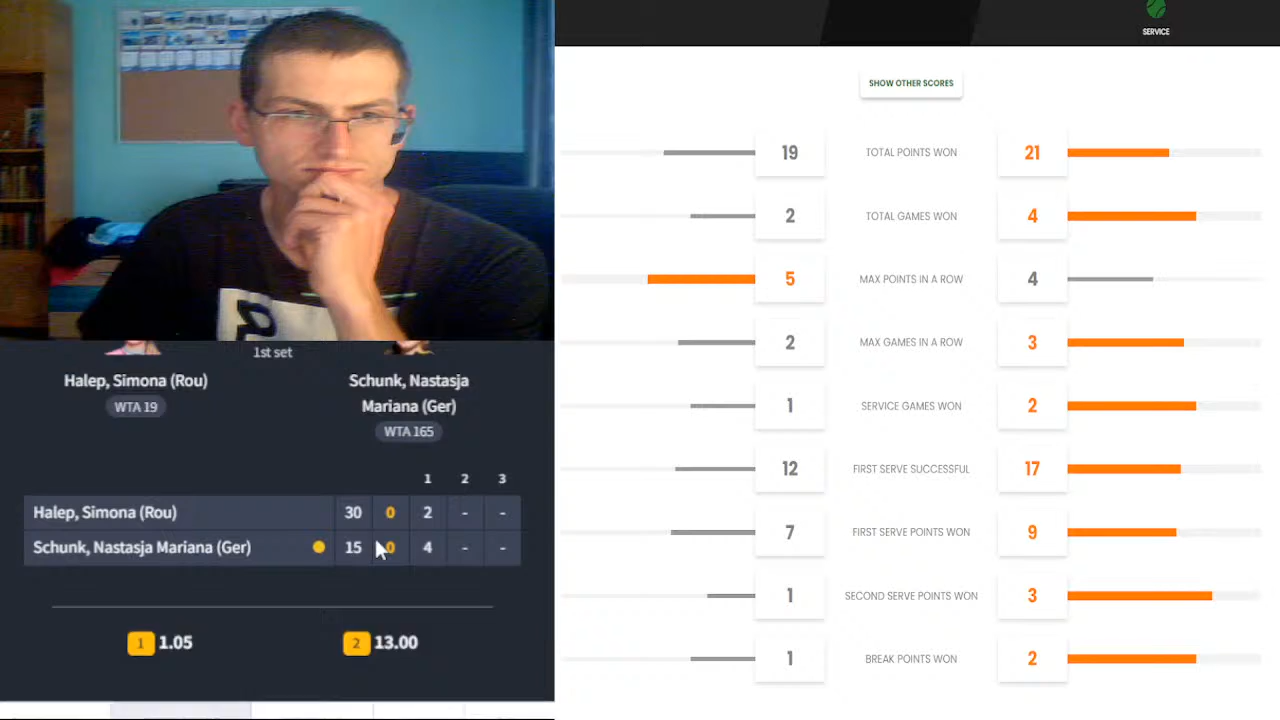 SERVICE
SHOW OTHER SCORES
19 TOTAL POINTS WON 21
2 TOTAL GAMES WON 4
5 MAX POINTS IN A ROW 4
2 MAX GAMES IN A ROW 3
1 SERVICE GAMES WON 2
12 FIRST SERVE SUCCESSFUL 17
7 FIRST SERVE POINTS WON 9
1 SECOND SERVE POINTS WON 3
1 BREAK POINTS WON 2
1st set
Halep, Simona (Rou)
WTA 19
Schunk, Nastasja
Mariana (Ger)
WTA 165
1 2 3
Halep, Simona (Rou) 30 0 2 - -
Schunk, Nastasja Mariana (Ger) 15 0 4 - -
1 1.05 2 13.00